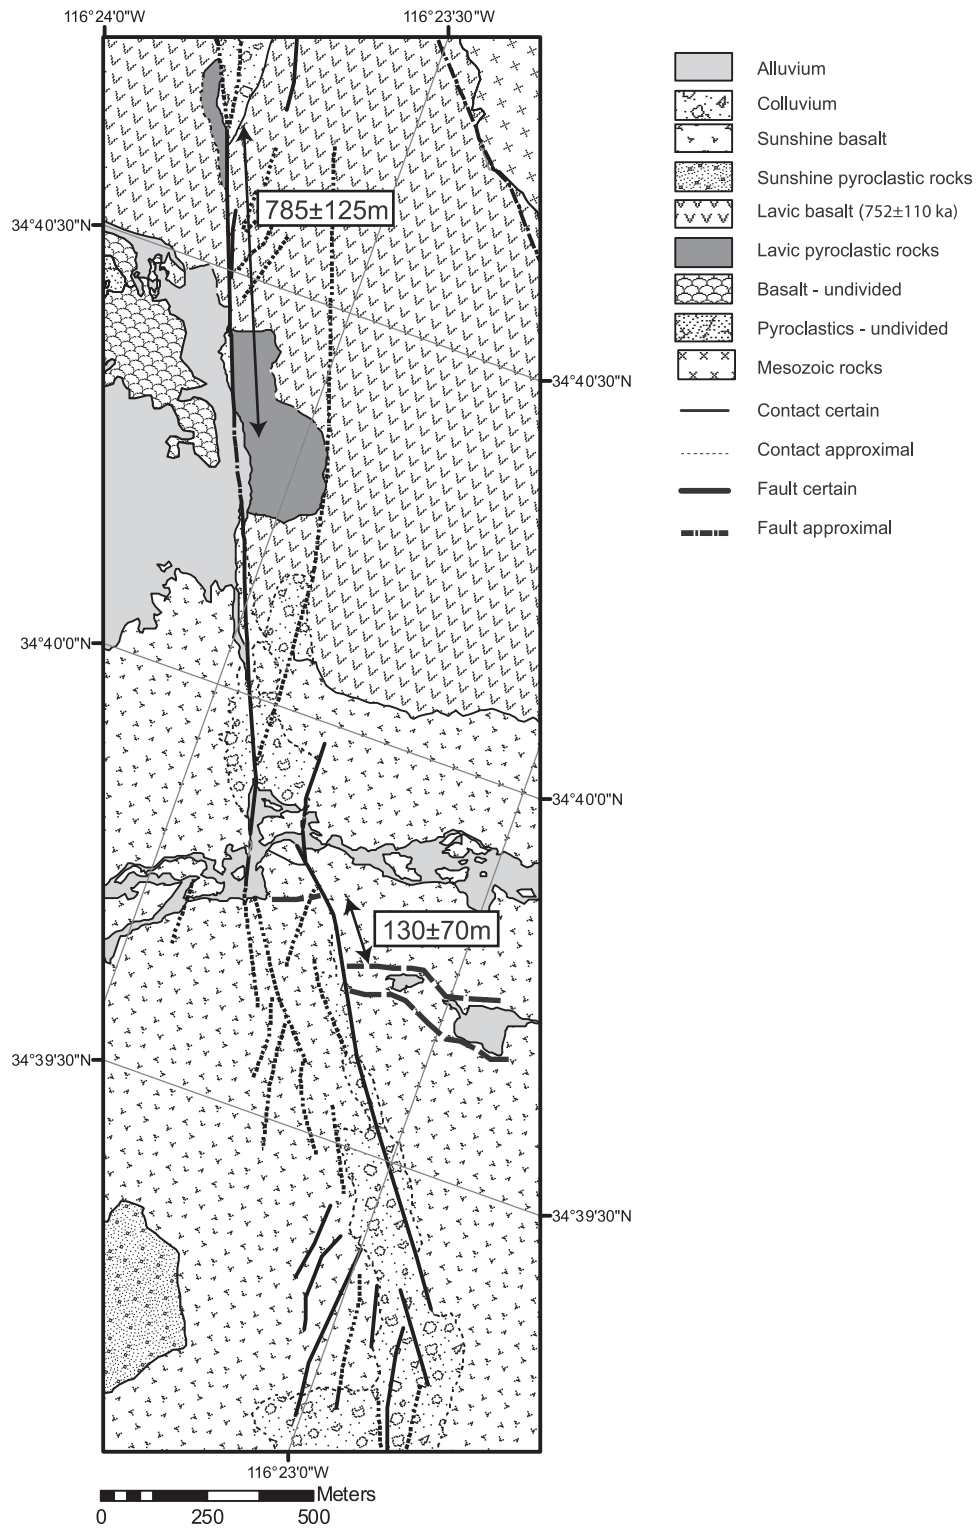 116°24'0"W
116°23'30"W
Alluvium
Colluvium
Sunshine basalt
Sunshine pyroclastic rocks
Lavic basalt (752±110 ka)
Lavic pyroclastic rocks
Basalt - undivided
Pyroclastics - undivided
Mesozoic rocks
Contact certain
Contact approximal
Fault certain
Fault approximal
785±125m
34°40'30"N
34°40'30"N
34°40'0"N
34°40'0"N
130±70m
34°39'30"N
34°39'30"N
116°23'0"W
Meters
0 250 500